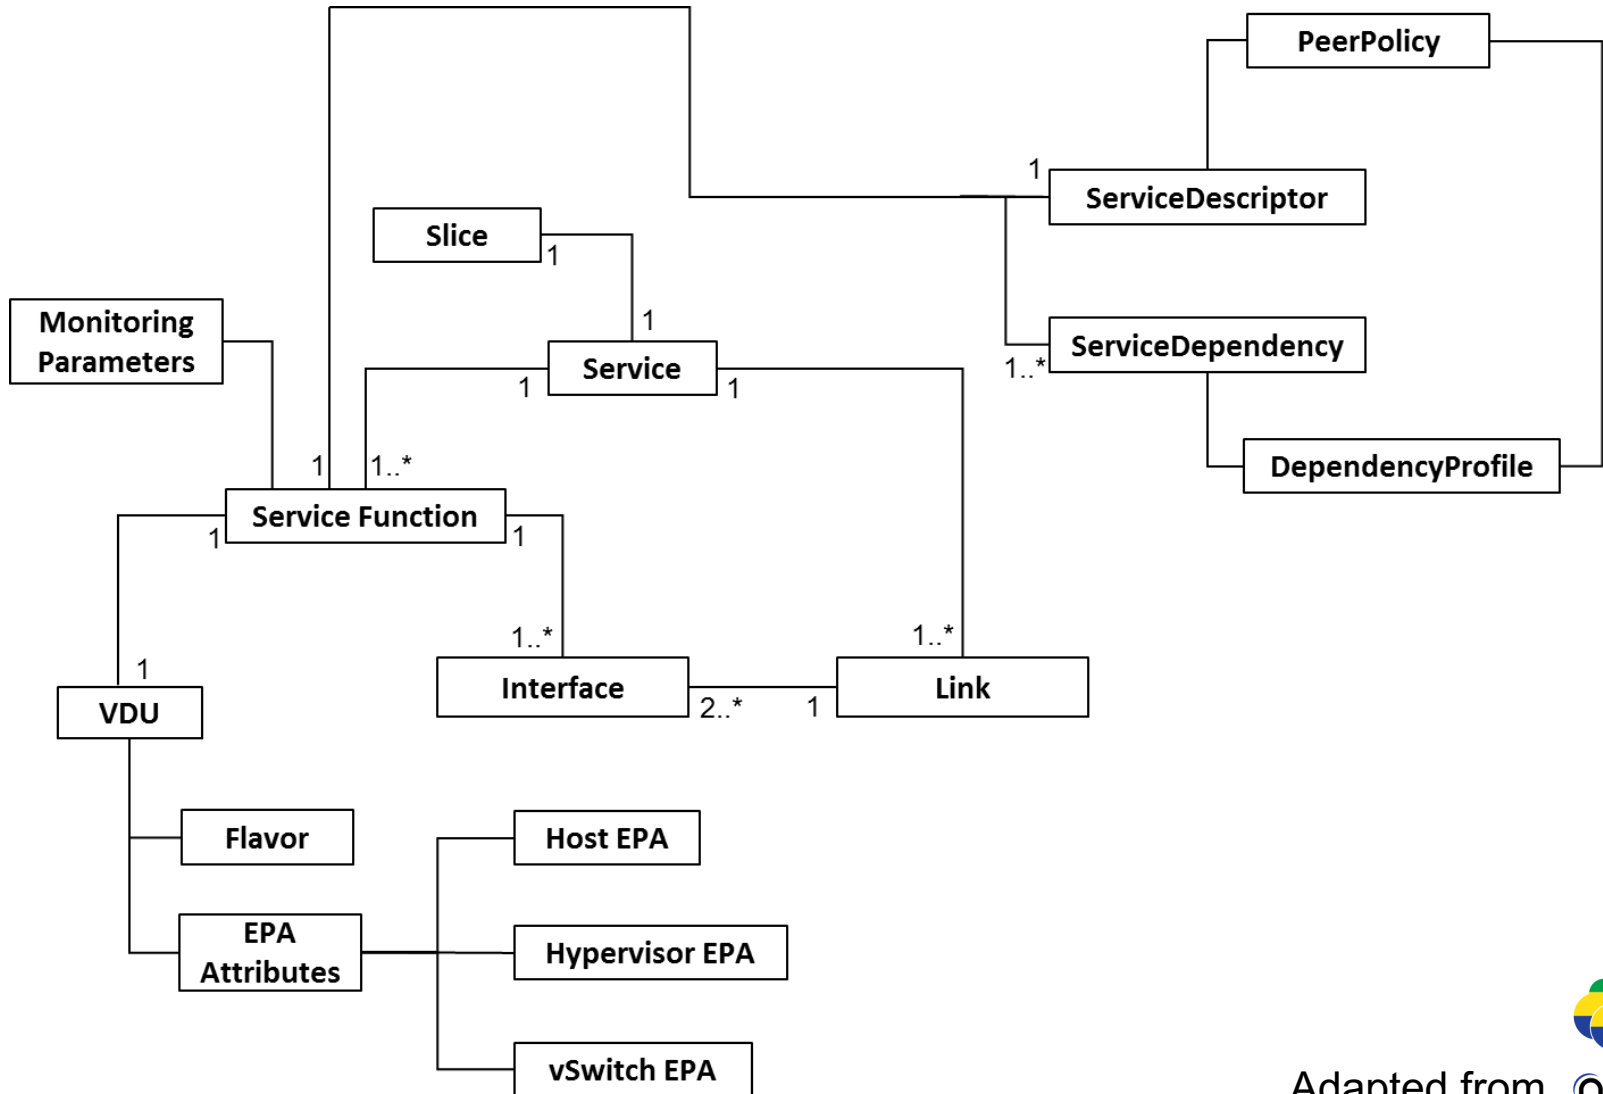 PeerPolicy
1
ServiceDescriptor
Slice
1
1
Monitoring
Parameters
Service
1
1
ServiceDependency
1..*
DependencyProfile
1
1..*
Service Function
1
1
1..*
1..*
1
Interface
2..*
1
Link
VDU
Flavor
Host EPA
EPA
Attributes
Hypervisor EPA
vSwitch EPA
Adapted from